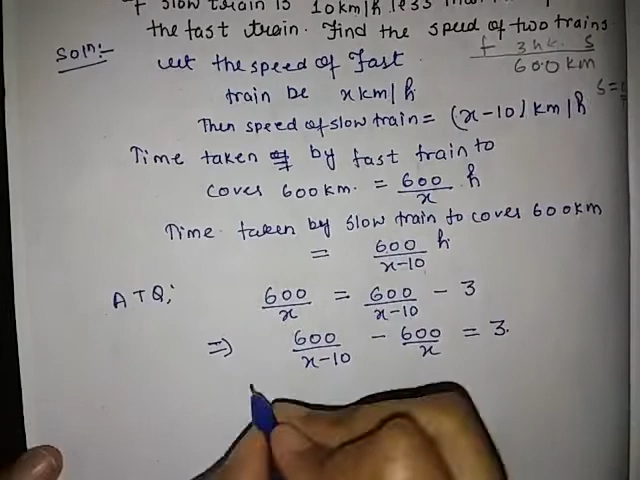 slow train is 10km/h less
the fast train. Find the speed of two trains.
f 3hr. s
600 km
Soln:- Let the speed of fast
train be x km/h
Then speed of slow train = (x-10) km/h
Time taken by fast train to
cover 600km. = 600/x h
Time taken by slow train to cover 600km
= 600/x-10 h
ATQ; 600/x = 600/x-10 - 3
⇒ 600/x-10 - 600/x = 3.